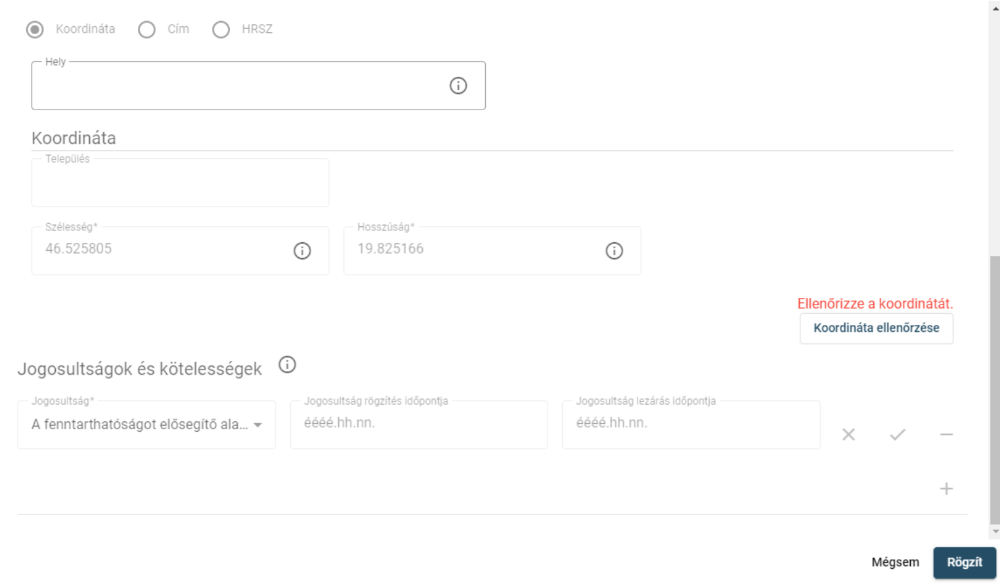 Koordináta Cím HRSZ
Hely
Koordináta
Település
Szélesség* Hosszúság*
46.525805 19.825166
Ellenőrizze a koordinátát.
Koordináta ellenőrzése
Jogosultságok és kötelességek
Jogosultság* Jogosultság rögzítés időpontja Jogosultság lezárás időpontja
A fenntarthatóságot elősegítő ala... éééé.hh.nn. éééé.hh.nn.
Mégsem Rögzít